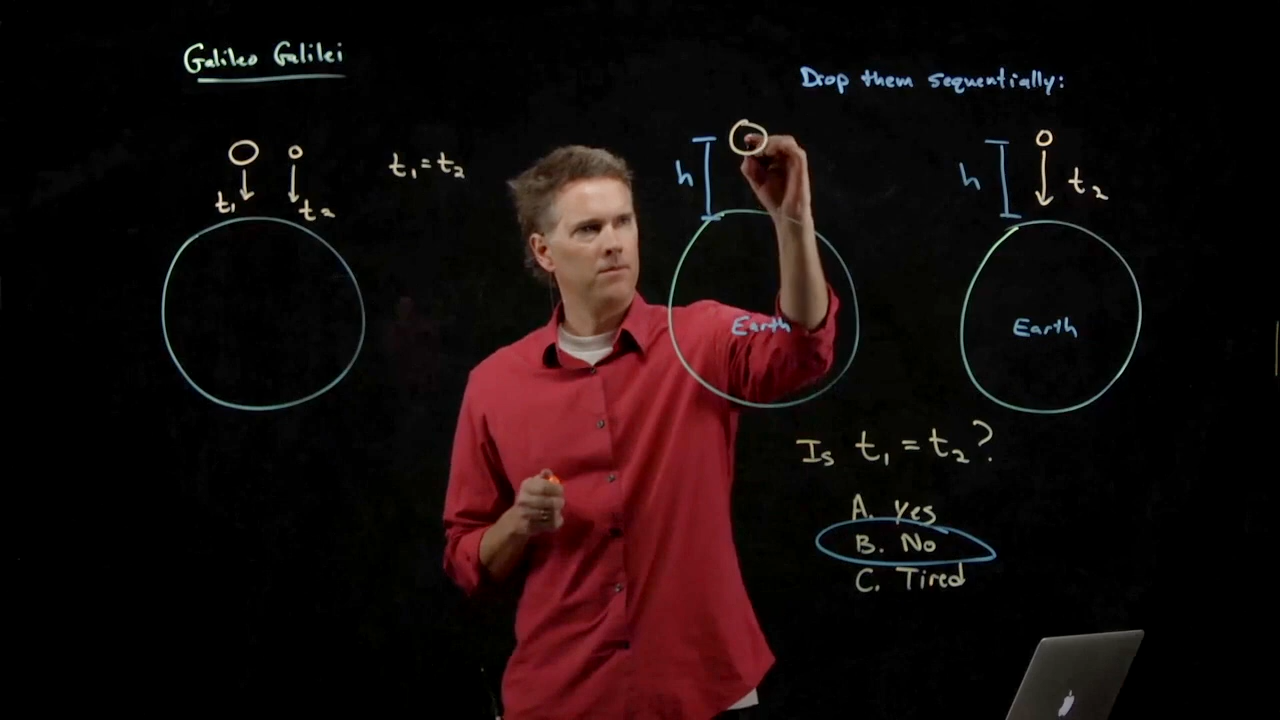 Galileo Galilei
Drop them sequentially:
t₁ = t₂
t₁
t₂
h
h
t₂
Earth
Earth
Is t₁ = t₂?
A. Yes
B. No
C. Tired